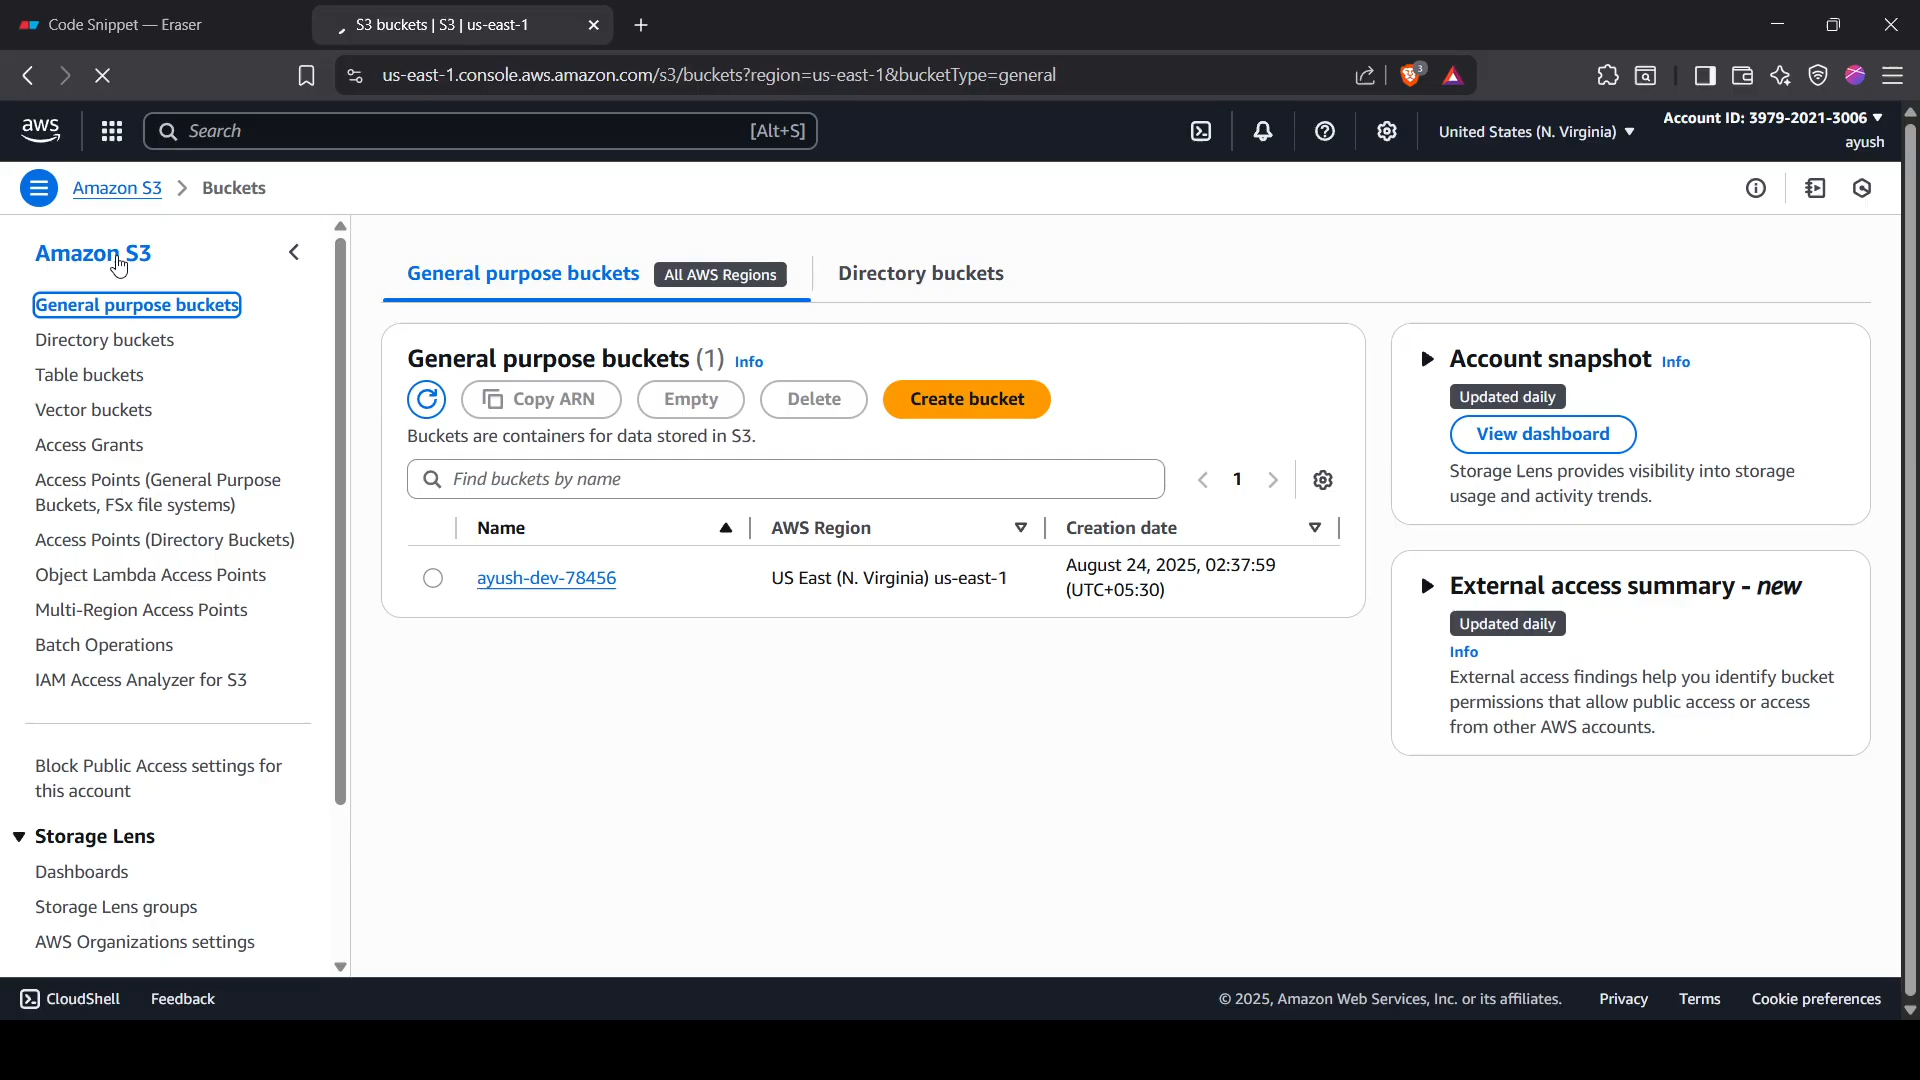 Code Snippet — Eraser
S3 buckets | S3 | us-east-1
us-east-1.console.aws.amazon.com/s3/buckets?region=us-east-1&bucketType=general
3
aws
Search
[Alt+S]
United States (N. Virginia)
Account ID: 3979-2021-3006
ayush
Amazon S3
Buckets
Amazon S3
General purpose buckets
Directory buckets
Table buckets
Vector buckets
Access Grants
Access Points (General Purpose
Buckets, FSx file systems)
Access Points (Directory Buckets)
Object Lambda Access Points
Multi-Region Access Points
Batch Operations
IAM Access Analyzer for S3
Block Public Access settings for
this account
Storage Lens
Dashboards
Storage Lens groups
AWS Organizations settings
General purpose buckets
All AWS Regions
Directory buckets
General purpose buckets (1) Info
Copy ARN
Empty
Delete
Create bucket
Buckets are containers for data stored in S3.
Find buckets by name
1
Name
AWS Region
Creation date
ayush-dev-78456
US East (N. Virginia) us-east-1
August 24, 2025, 02:37:59
(UTC+05:30)
Account snapshot Info
Updated daily
View dashboard
Storage Lens provides visibility into storage
usage and activity trends.
External access summary - new
Updated daily
Info
External access findings help you identify bucket
permissions that allow public access or access
from other AWS accounts.
CloudShell
Feedback
© 2025, Amazon Web Services, Inc. or its affiliates.
Privacy
Terms
Cookie preferences